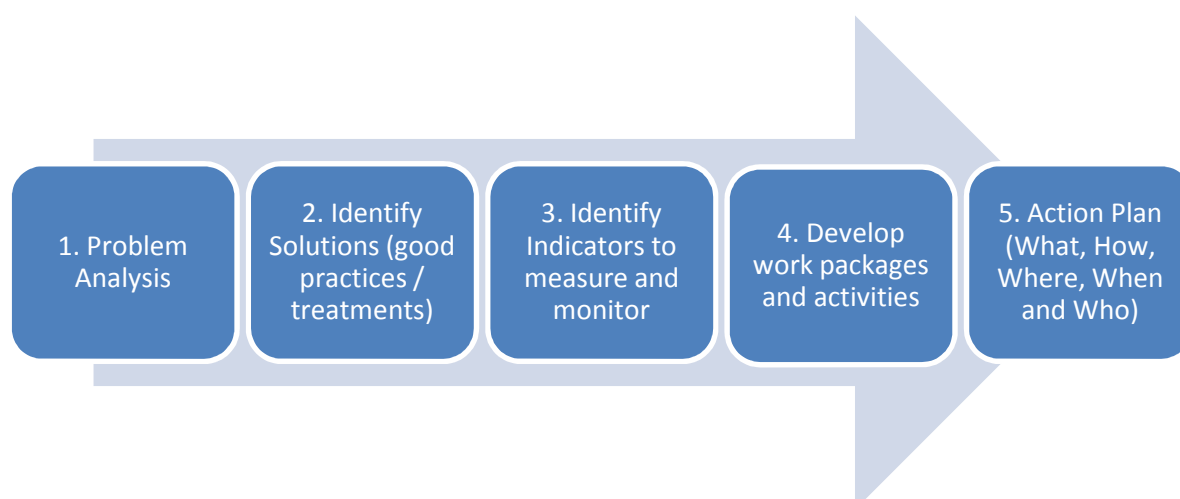 1. Problem
Analysis
2. Identify
Solutions (good
practices /
treatments)
3. Identify
Indicators to
measure and
monitor
4. Develop
work packages
and activities
5. Action Plan
(What, How,
Where, When
and Who)